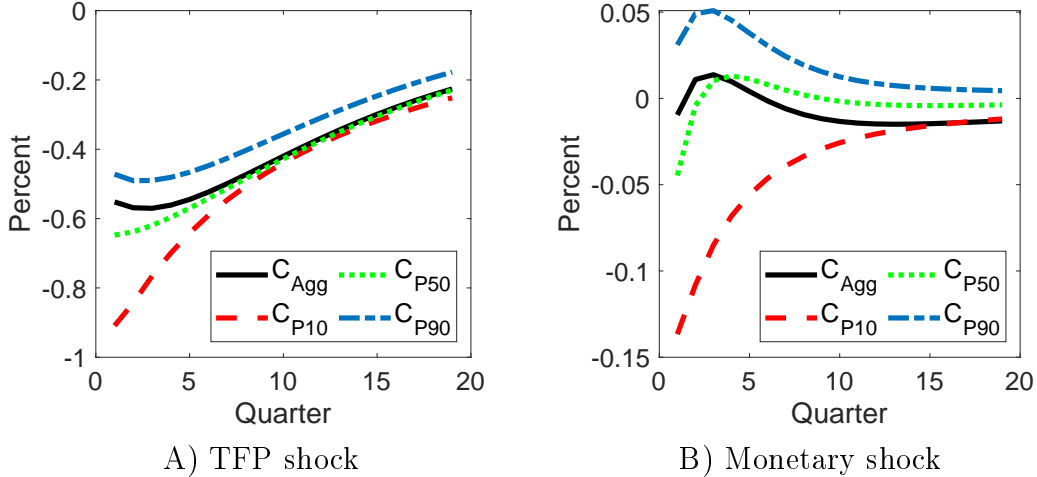 0
-0.2
-0.4
-0.6
-0.8
-1
Percent
C_Agg C_P50
C_P10 C_P90
0 5 10 15 20
Quarter
A) TFP shock
0.05
0
-0.05
-0.1
-0.15
Percent
C_Agg C_P50
C_P10 C_P90
0 5 10 15 20
Quarter
B) Monetary shock